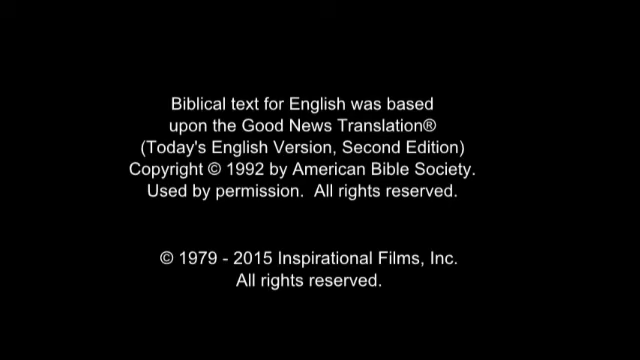 Biblical text for English was based
upon the Good News Translation®
(Today's English Version, Second Edition)
Copyright © 1992 by American Bible Society.
Used by permission.  All rights reserved.
© 1979 - 2015 Inspirational Films, Inc.
All rights reserved.